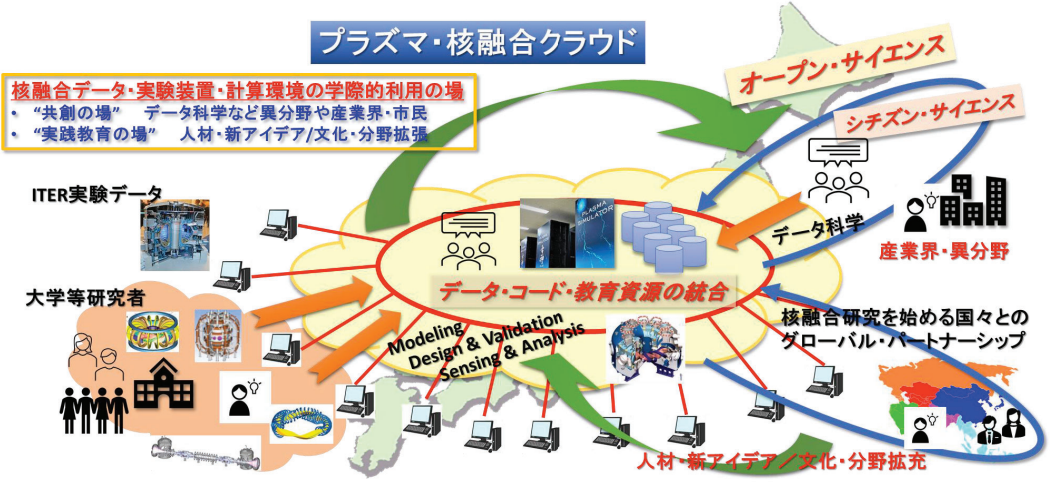 プラズマ・核融合クラウド
核融合データ・実験装置・計算環境の学際的利用の場
・ “共創の場” データ科学など異分野や産業界・市民
・ “実践教育の場” 人材・新アイデア/文化・分野拡張
オープン・サイエンス
シチズン・サイエンス
ITER実験データ
PLASMA
SIMULATOR
データ科学
産業界・異分野
大学等研究者
データ・コード・教育資源の統合
Modeling
Design & Validation
Sensing & Analysis
核融合研究を始める国々との
グローバル・パートナーシップ
人材・新アイデア／文化・分野拡充